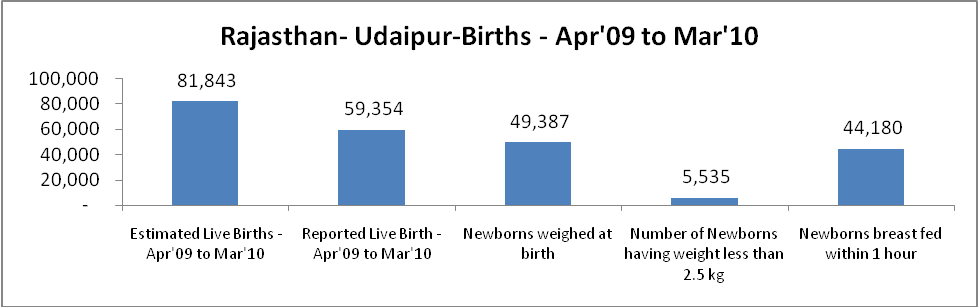 Rajasthan- Udaipur-Births - Apr'09 to Mar'10
100,000
80,000
60,000
40,000
20,000
-
81,843
59,354
49,387
5,535
44,180
Estimated Live Births -
Apr'09 to Mar'10
Reported Live Birth -
Apr'09 to Mar'10
Newborns weighed at
birth
Number of Newborns
having weight less than
2.5 kg
Newborns breast fed
within 1 hour